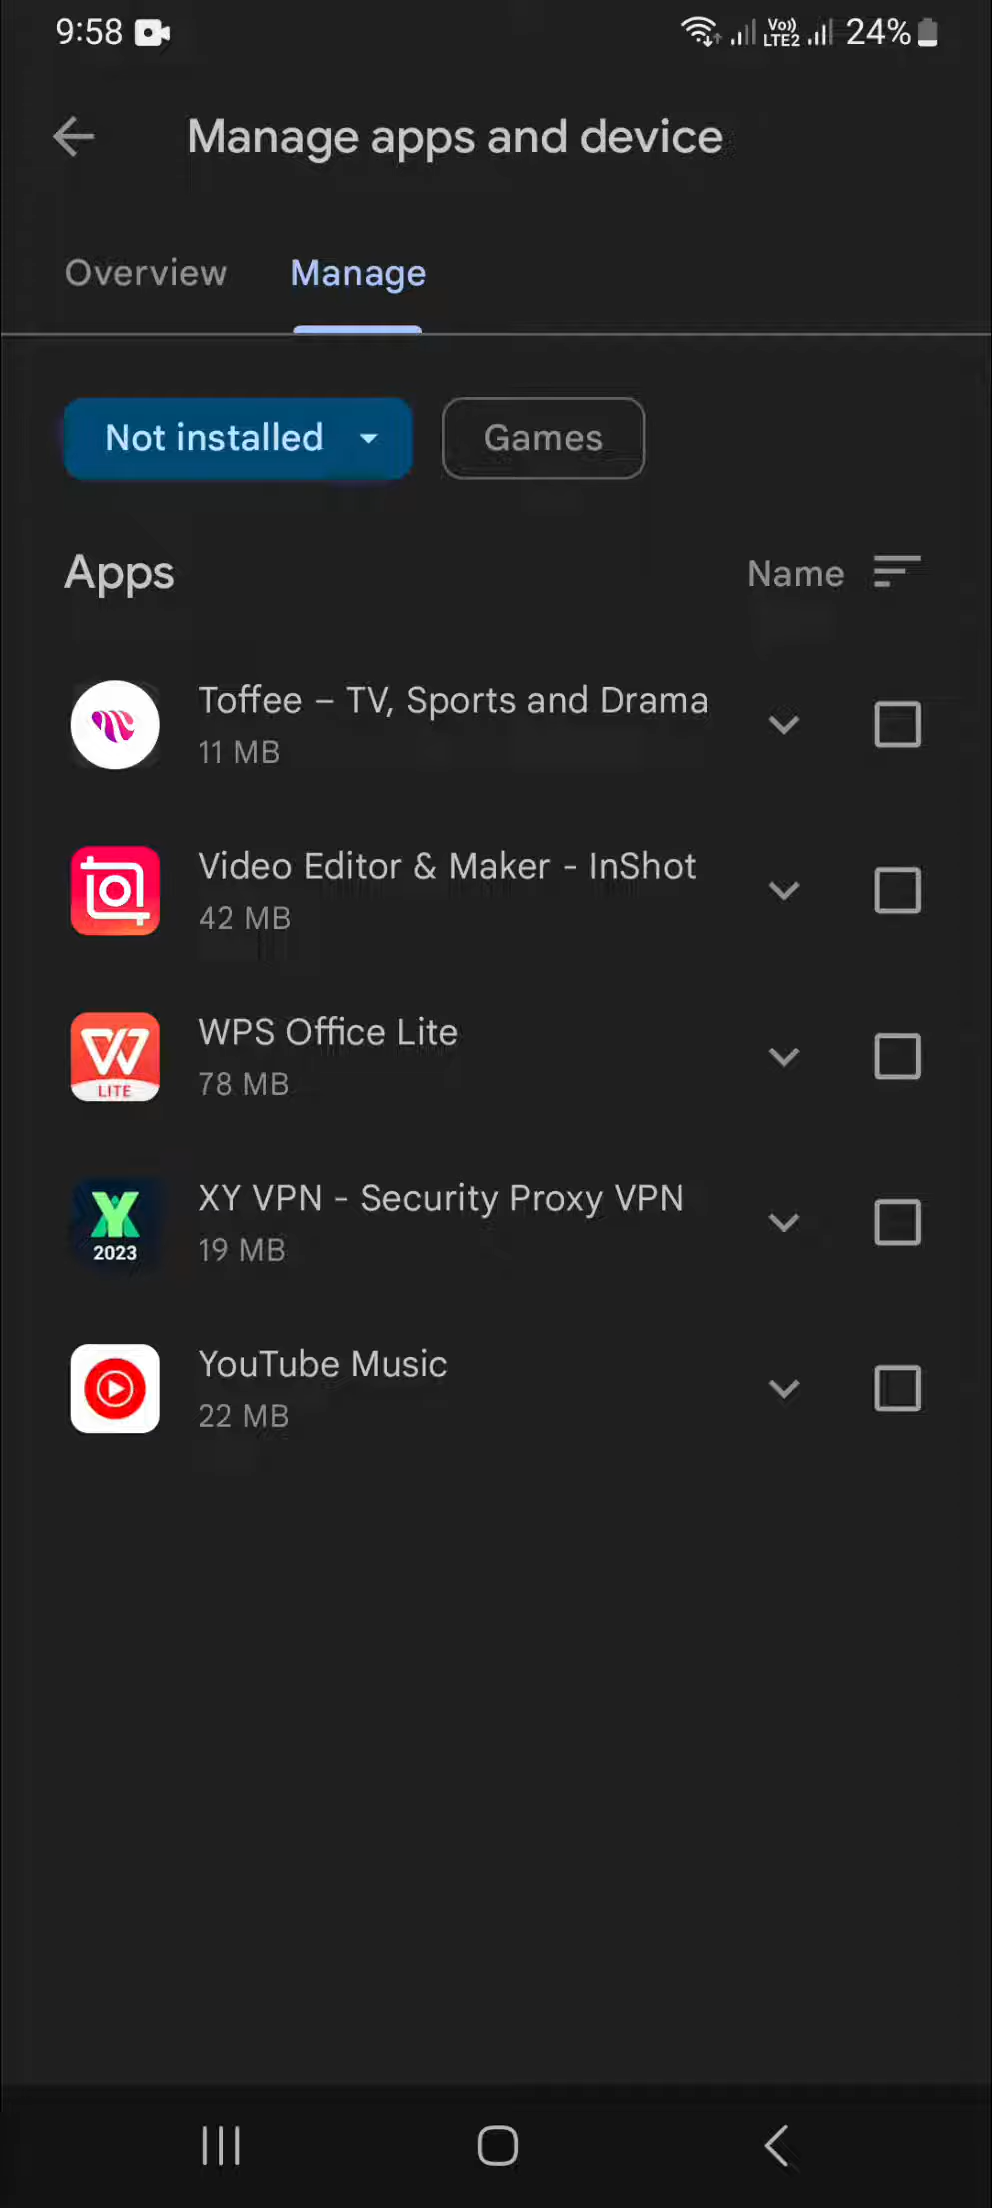 9:58
Vo))
LTE2
24%
Manage apps and device
Overview
Manage
Not installed
Games
Apps
Name
Toffee – TV, Sports and Drama
11 MB
Video Editor & Maker - InShot
42 MB
WPS Office Lite
78 MB
LITE
XY VPN - Security Proxy VPN
19 MB
2023
YouTube Music
22 MB